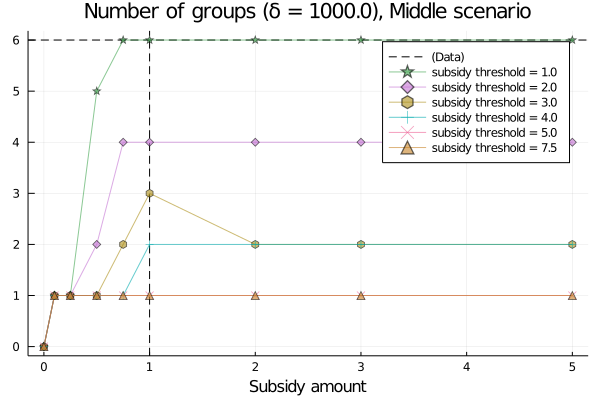 Number of groups (δ = 1000.0), Middle scenario
6
5
4
3
2
1
0
(Data)
subsidy threshold = 1.0
subsidy threshold = 2.0
subsidy threshold = 3.0
subsidy threshold = 4.0
subsidy threshold = 5.0
subsidy threshold = 7.5
0 1 2 3 4 5
Subsidy amount